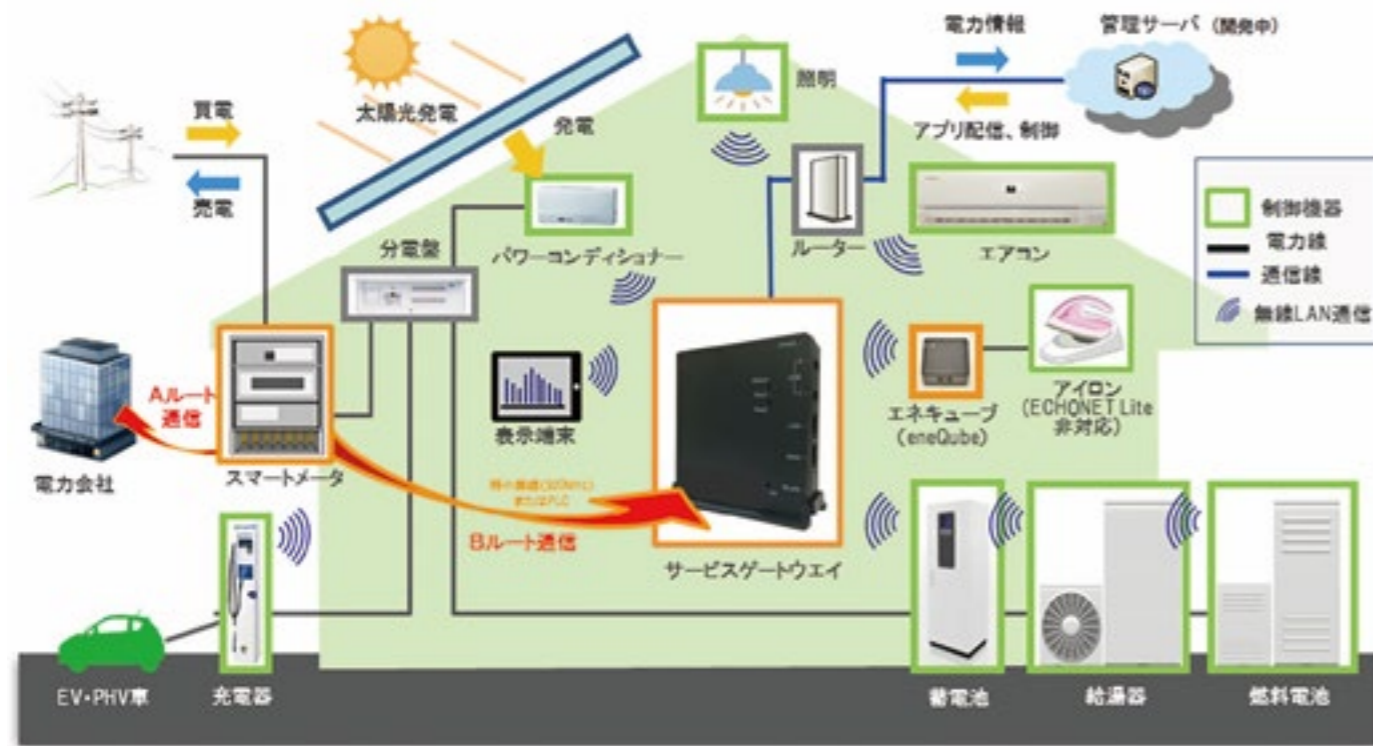 電力情報
管理サーバ (開発中)
照明
買電
太陽光発電
発電
アプリ配信、制御
売電
制御機器
電力線
通信線
無線LAN通信
分電盤
パワーコンディショナー
ルーター
エアコン
Aルート
通信
表示端末
エネキューブ
(eneQube)
アイロン
(ECHONET Lite
非対応)
電力会社
スマートメータ
またはPLC
Bルート通信
サービスゲートウエイ
EV・PHV車
充電器
蓄電池
給湯器
燃料電池